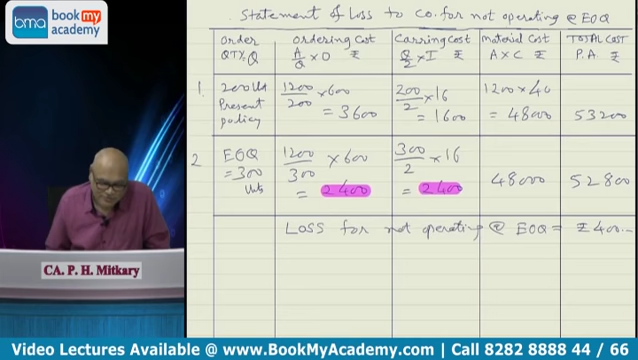 bma
bookmy
academy
Statement of Loss to co. for not operating @ EOQ
order
QTY. Q
ordering Cost
A/Q × O ₹
Carring Cost
Q/2 × I ₹
material Cost
A × C ₹
TOTAL COST
P.A. ₹
1. 200 Uts
Present
policy
1200/200 × 600
= 3600
200/2 × 16
= 1600
1200 × 40
= 48000
53200
2 EOQ
= 300
Uts
1200/300 × 600
= 2400
300/2 × 16
= 2400
48000
52800
Loss for not operating @ EOQ = ₹ 400...
CA. P. H. Mitkary
Video Lectures Available @ www.BookMyAcademy.com | Call 8282 8888 44 / 66